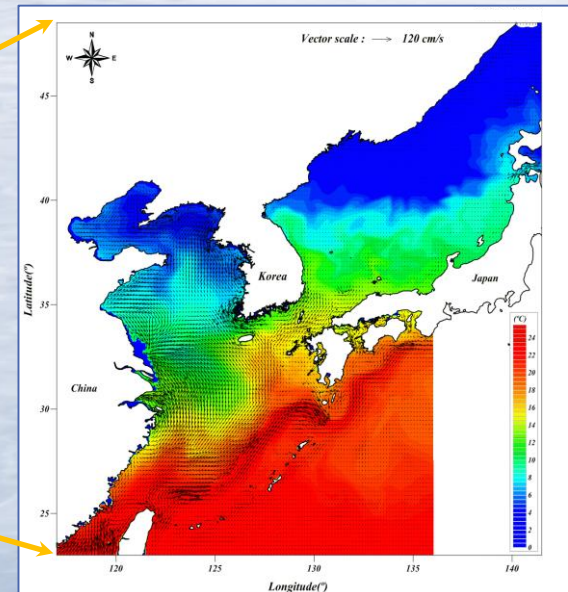 Vector scale : → 120 cm/s
N
W E
S
45
40
35
30
25
Latitude(°)
Korea
Japan
China
(°C)
24
22
20
18
16
14
12
10
8
6
4
2
0
120 125 130 135 140
Longitude(°)